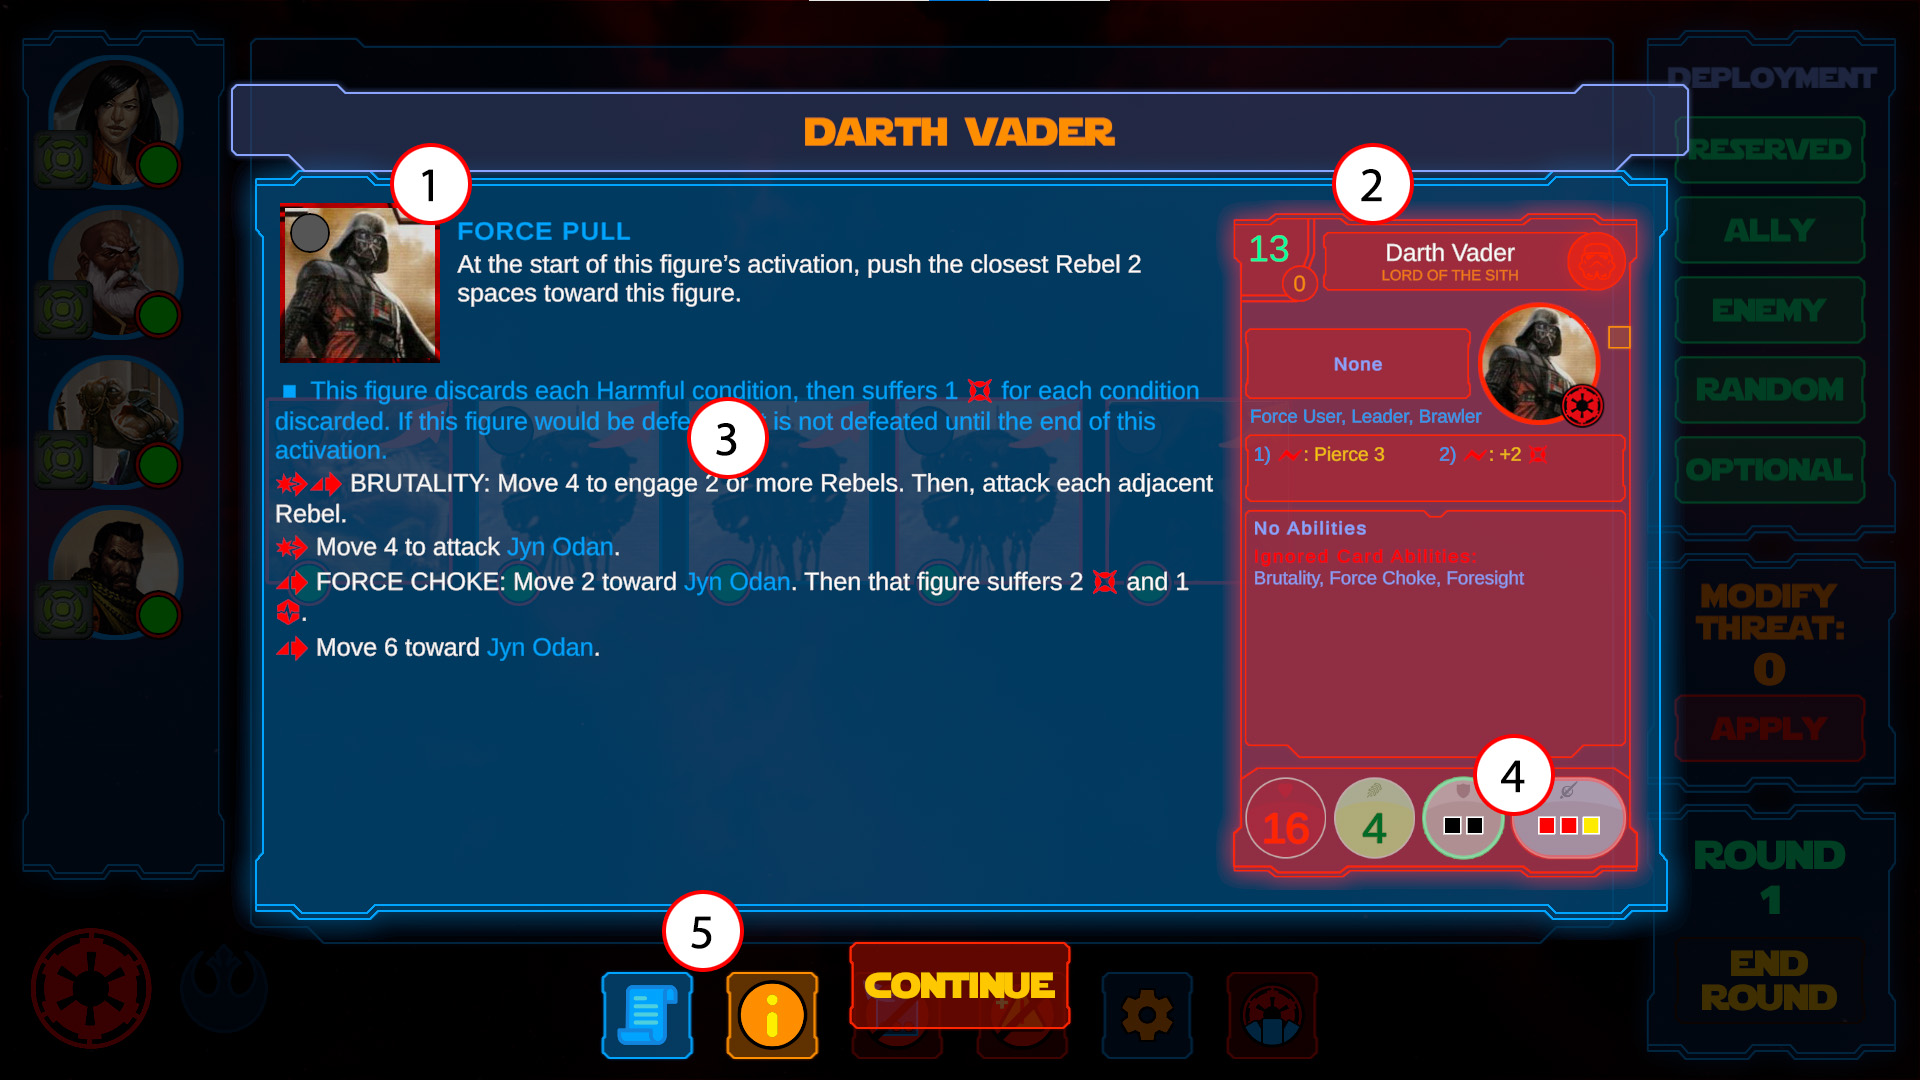 DEPLOYMENT
DARTH VADER
RESERVED
1
2
FORCE PULL
At the start of this figure's activation, push the closest Rebel 2
spaces toward this figure.
13
0
Darth Vader
LORD OF THE SITH
ALLY
ENEMY
None
This figure discards each Harmful condition, then suffers 1 for each condition
discarded. If this figure would be defe is not defeated until the end of this
activation.
3
Force User, Leader, Brawler
RANDOM
1) : Pierce 3 2) : +2
OPTIONAL
BRUTALITY: Move 4 to engage 2 or more Rebels. Then, attack each adjacent
Rebel.
Move 4 to attack Jyn Odan.
FORCE CHOKE: Move 2 toward Jyn Odan. Then that figure suffers 2 and 1
.
Move 6 toward Jyn Odan.
No Abilities
Ignored Card Abilities:
Brutality, Force Choke, Foresight
MODIFY
THREAT:
0
APPLY
4
16
4
ROUND
1
5
CONTINUE
END
ROUND